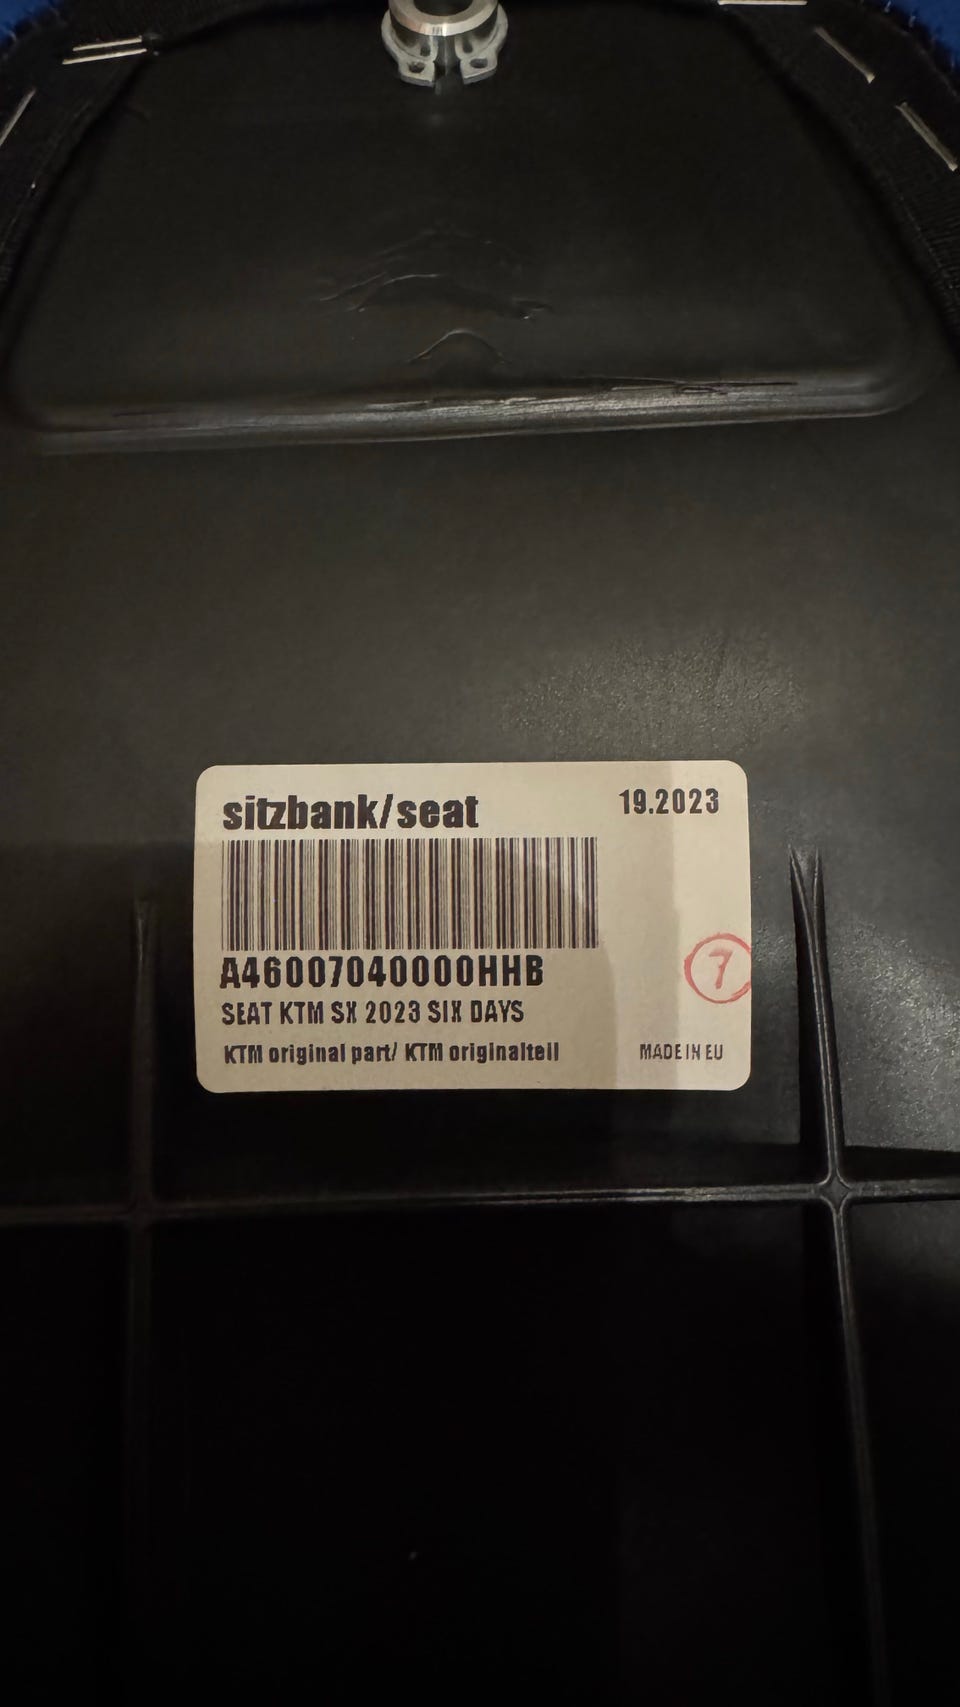 sitzbank/seat
19.2023
A46007040000HHB
SEAT KTM SX 2023 SIX DAYS
7
KTM original part/ KTM originalteil
MADE IN EU